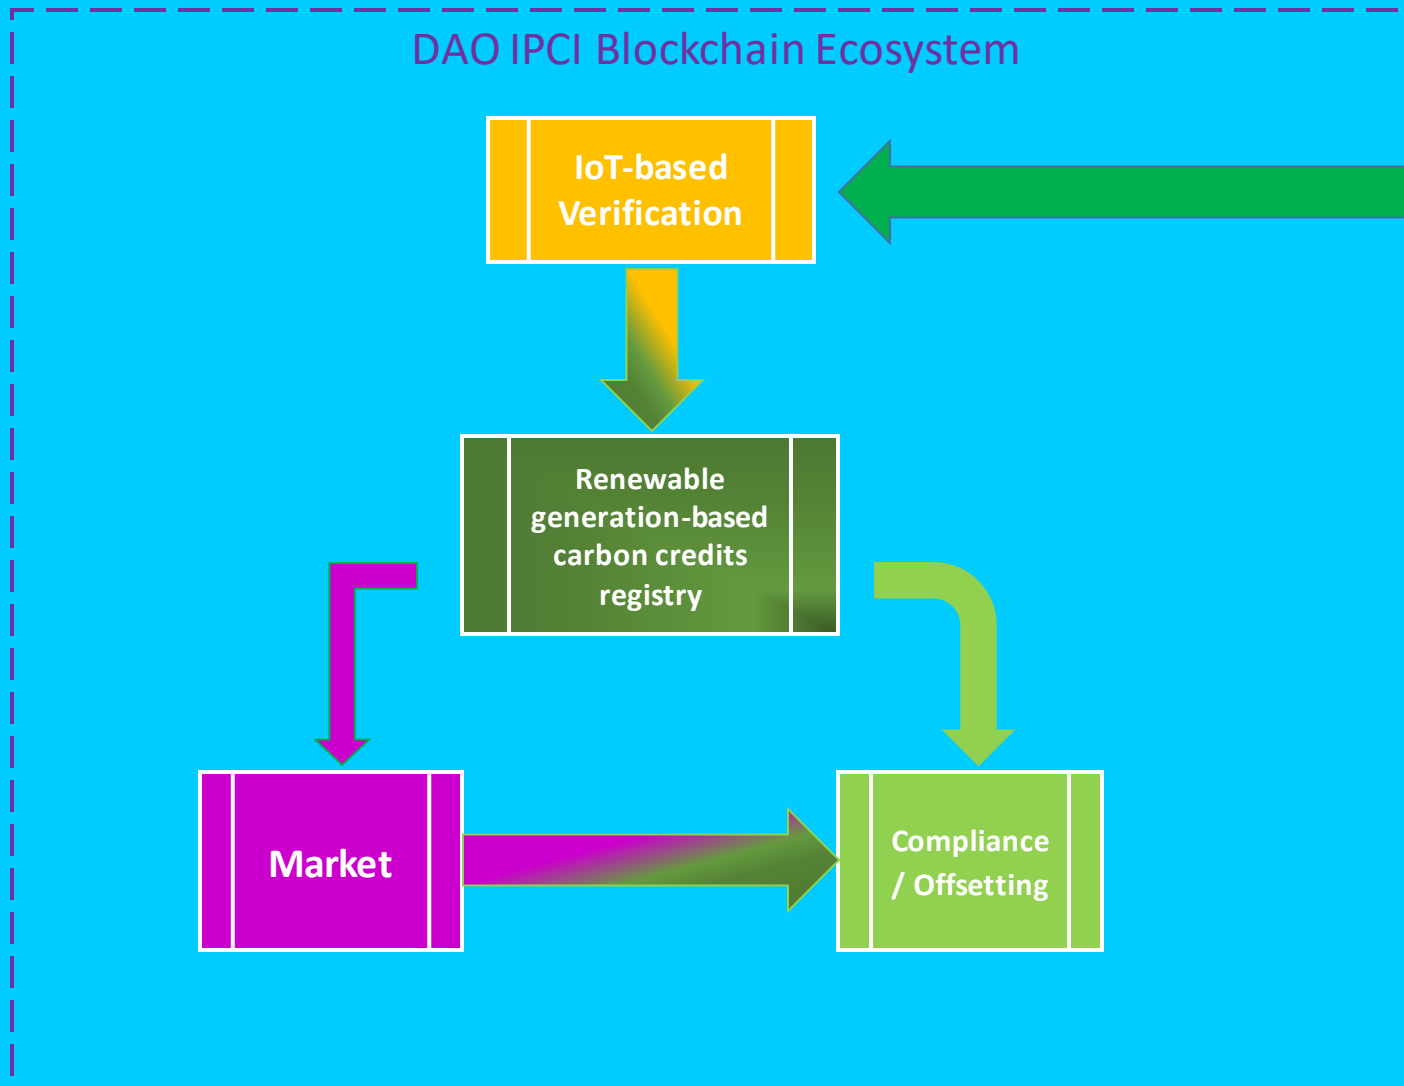 DAO IPCI Blockchain Ecosystem
IoT-based
Verification
Renewable
generation-based
carbon credits
registry
Market
Compliance
/ Offsetting